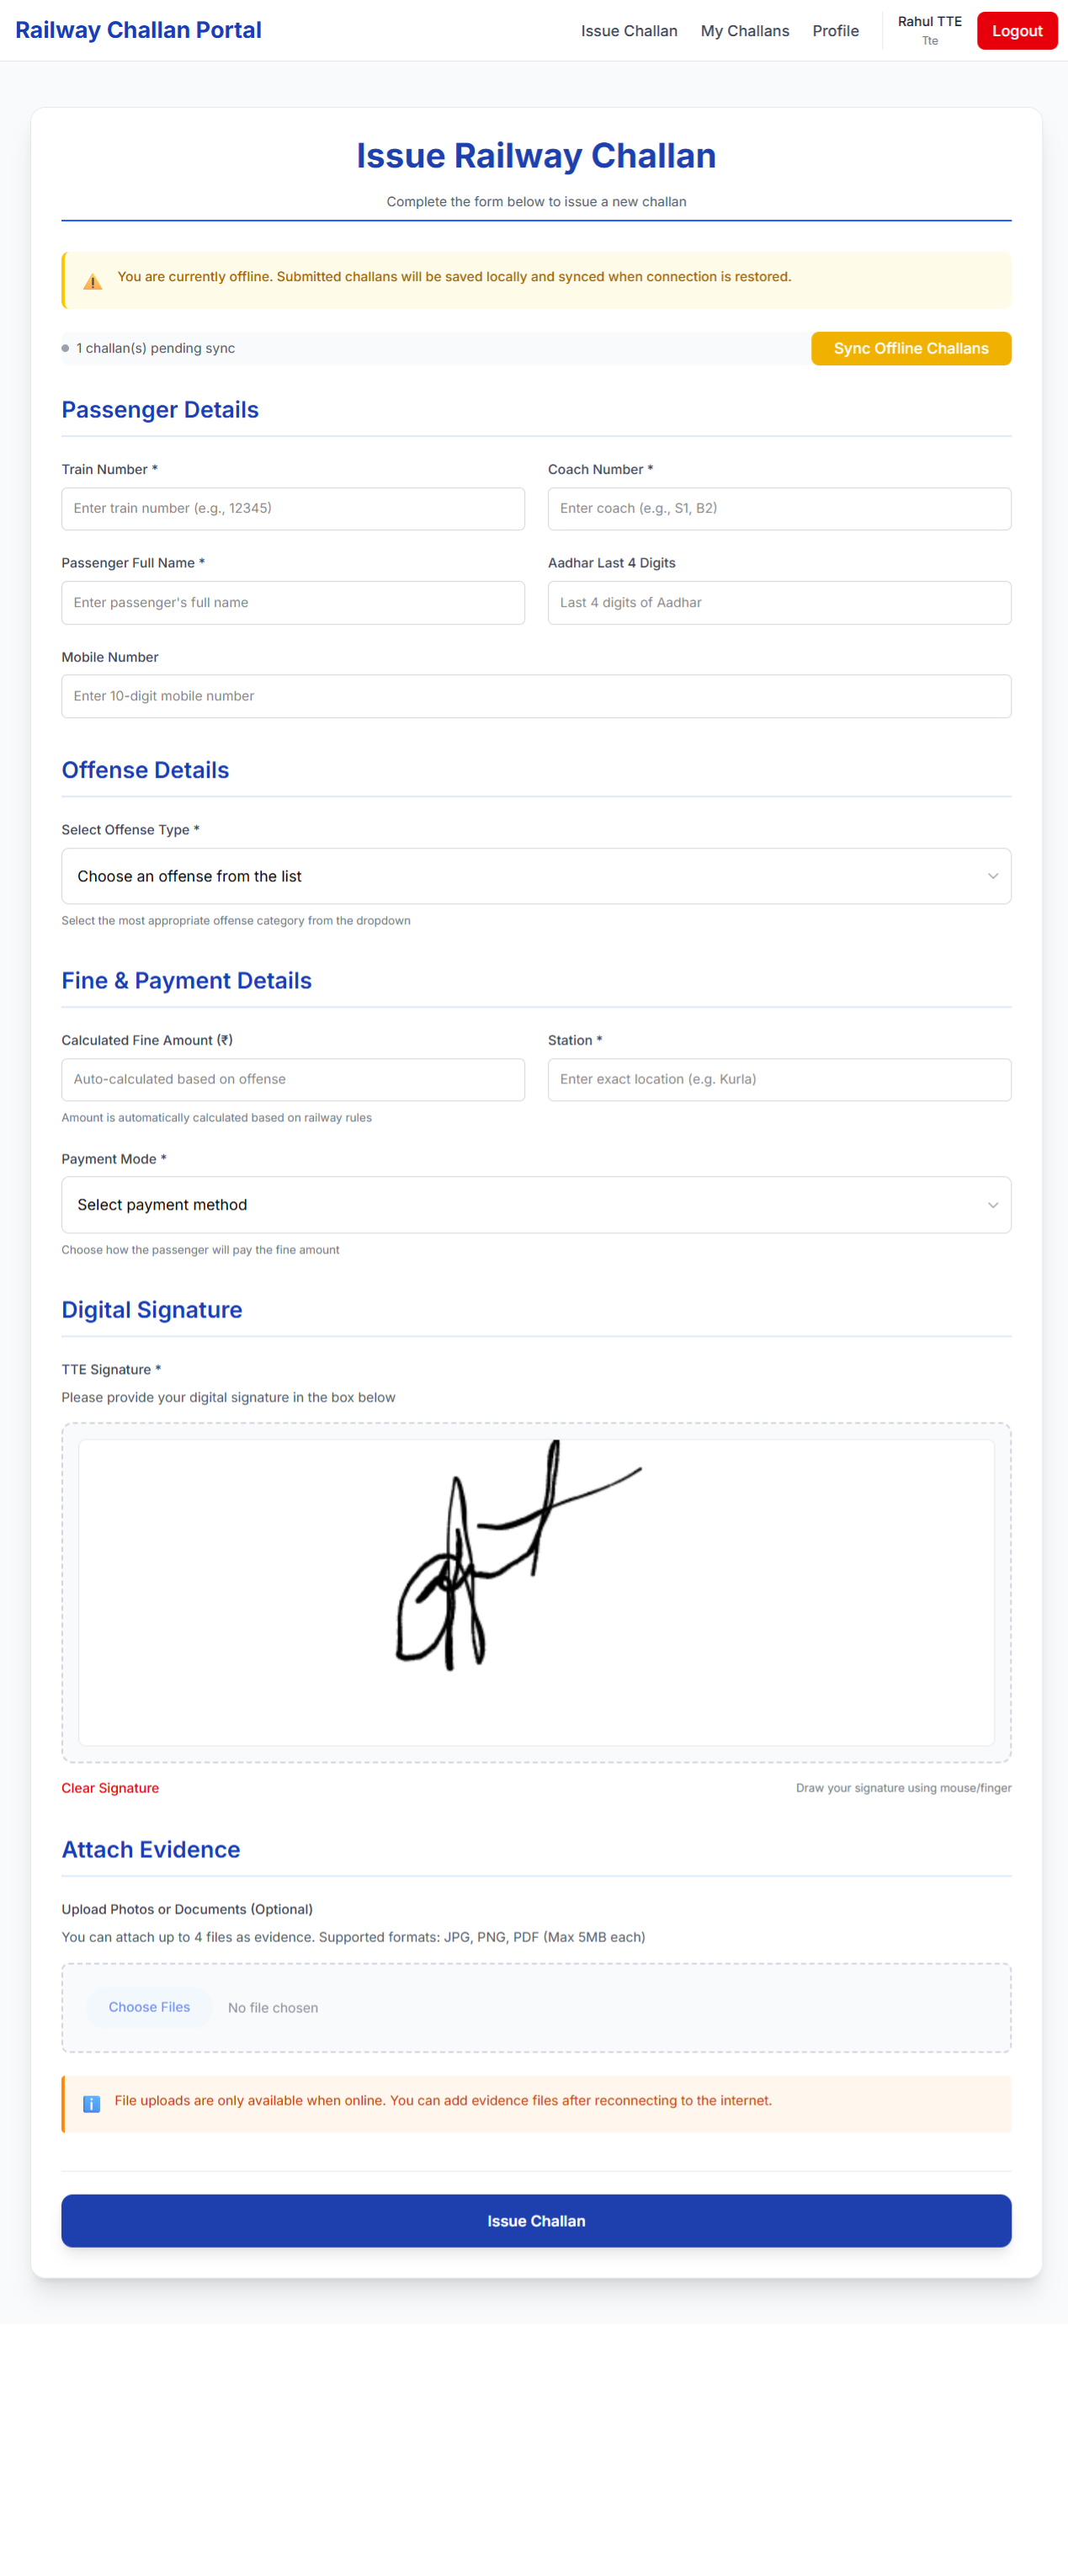 Railway Challan Portal
Issue Challan My Challans Profile Rahul TTE Logout
Tte
Issue Railway Challan
Complete the form below to issue a new challan
You are currently offline. Submitted challans will be saved locally and synced when connection is restored.
1 challan(s) pending sync Sync Offline Challans
Passenger Details
Train Number * Coach Number *
Enter train number (e.g., 12345) Enter coach (e.g., S1, B2)
Passenger Full Name * Aadhar Last 4 Digits
Enter passenger's full name Last 4 digits of Aadhar
Mobile Number
Enter 10-digit mobile number
Offense Details
Select Offense Type *
Choose an offense from the list
Select the most appropriate offense category from the dropdown
Fine & Payment Details
Calculated Fine Amount (₹) Station *
Auto-calculated based on offense Enter exact location (e.g. Kurla)
Amount is automatically calculated based on railway rules
Payment Mode *
Select payment method
Choose how the passenger will pay the fine amount
Digital Signature
TTE Signature *
Please provide your digital signature in the box below
Clear Signature Draw your signature using mouse/finger
Attach Evidence
Upload Photos or Documents (Optional)
You can attach up to 4 files as evidence. Supported formats: JPG, PNG, PDF (Max 5MB each)
Choose Files No file chosen
File uploads are only available when online. You can add evidence files after reconnecting to the internet.
Issue Challan